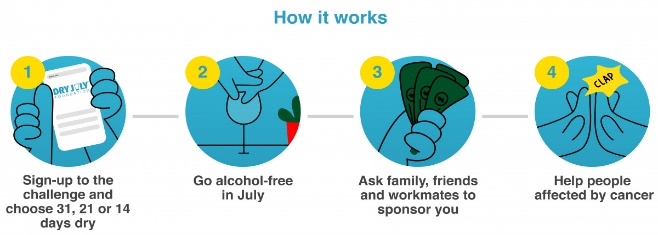 How it works
1
DRY JULY
FOUNDATION
Sign-up to the
challenge and
choose 31, 21 or 14
days dry
2
Go alcohol-free
in July
3
Ask family, friends
and workmates to
sponsor you
4
CLAP
Help people
affected by cancer